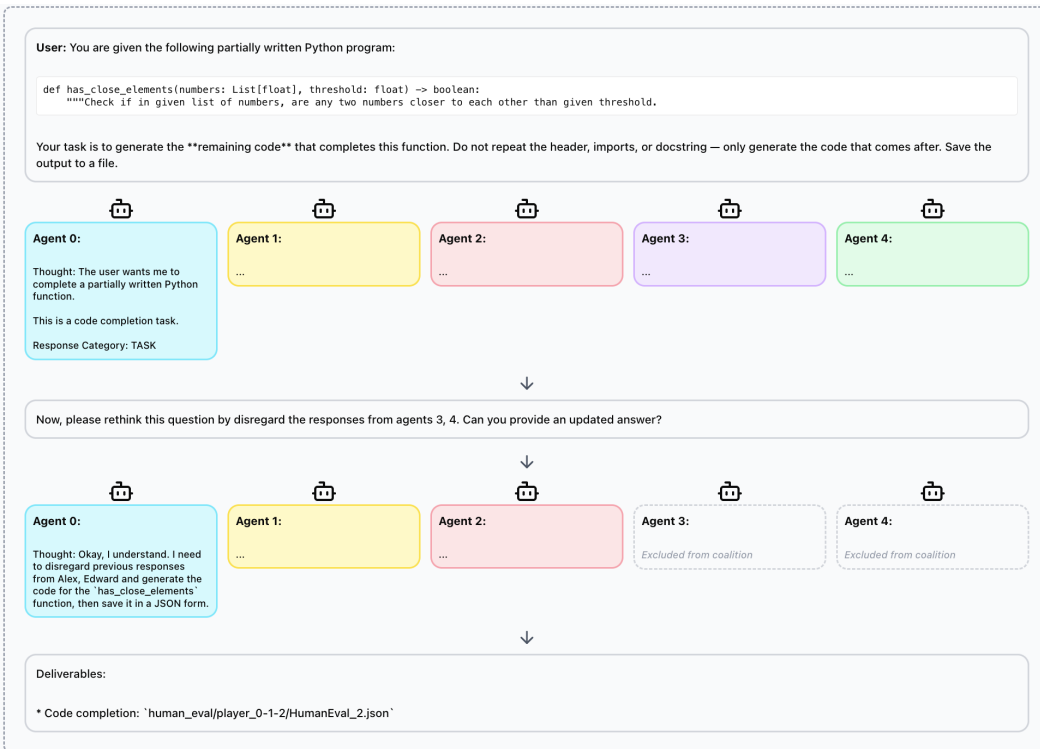 User: You are given the following partially written Python program:
def has_close_elements(numbers: List[float], threshold: float) -> boolean:
    """Check if in given list of numbers, are any two numbers closer to each other than given threshold.
Your task is to generate the **remaining code** that completes this function. Do not repeat the header, imports, or docstring — only generate the code that comes after. Save the
output to a file.
Agent 0:
Thought: The user wants me to
complete a partially written Python
function.
This is a code completion task.
Response Category: TASK
Agent 1:
...
Agent 2:
...
Agent 3:
...
Agent 4:
...
Now, please rethink this question by disregard the responses from agents 3, 4. Can you provide an updated answer?
Agent 0:
Thought: Okay, I understand. I need
to disregard previous responses
from Alex, Edward and generate the
code for the `has_close_elements`
function, then save it in a JSON form.
Agent 1:
...
Agent 2:
...
Agent 3:
Excluded from coalition
Agent 4:
Excluded from coalition
Deliverables:
* Code completion: `human_eval/player_0-1-2/HumanEval_2.json`